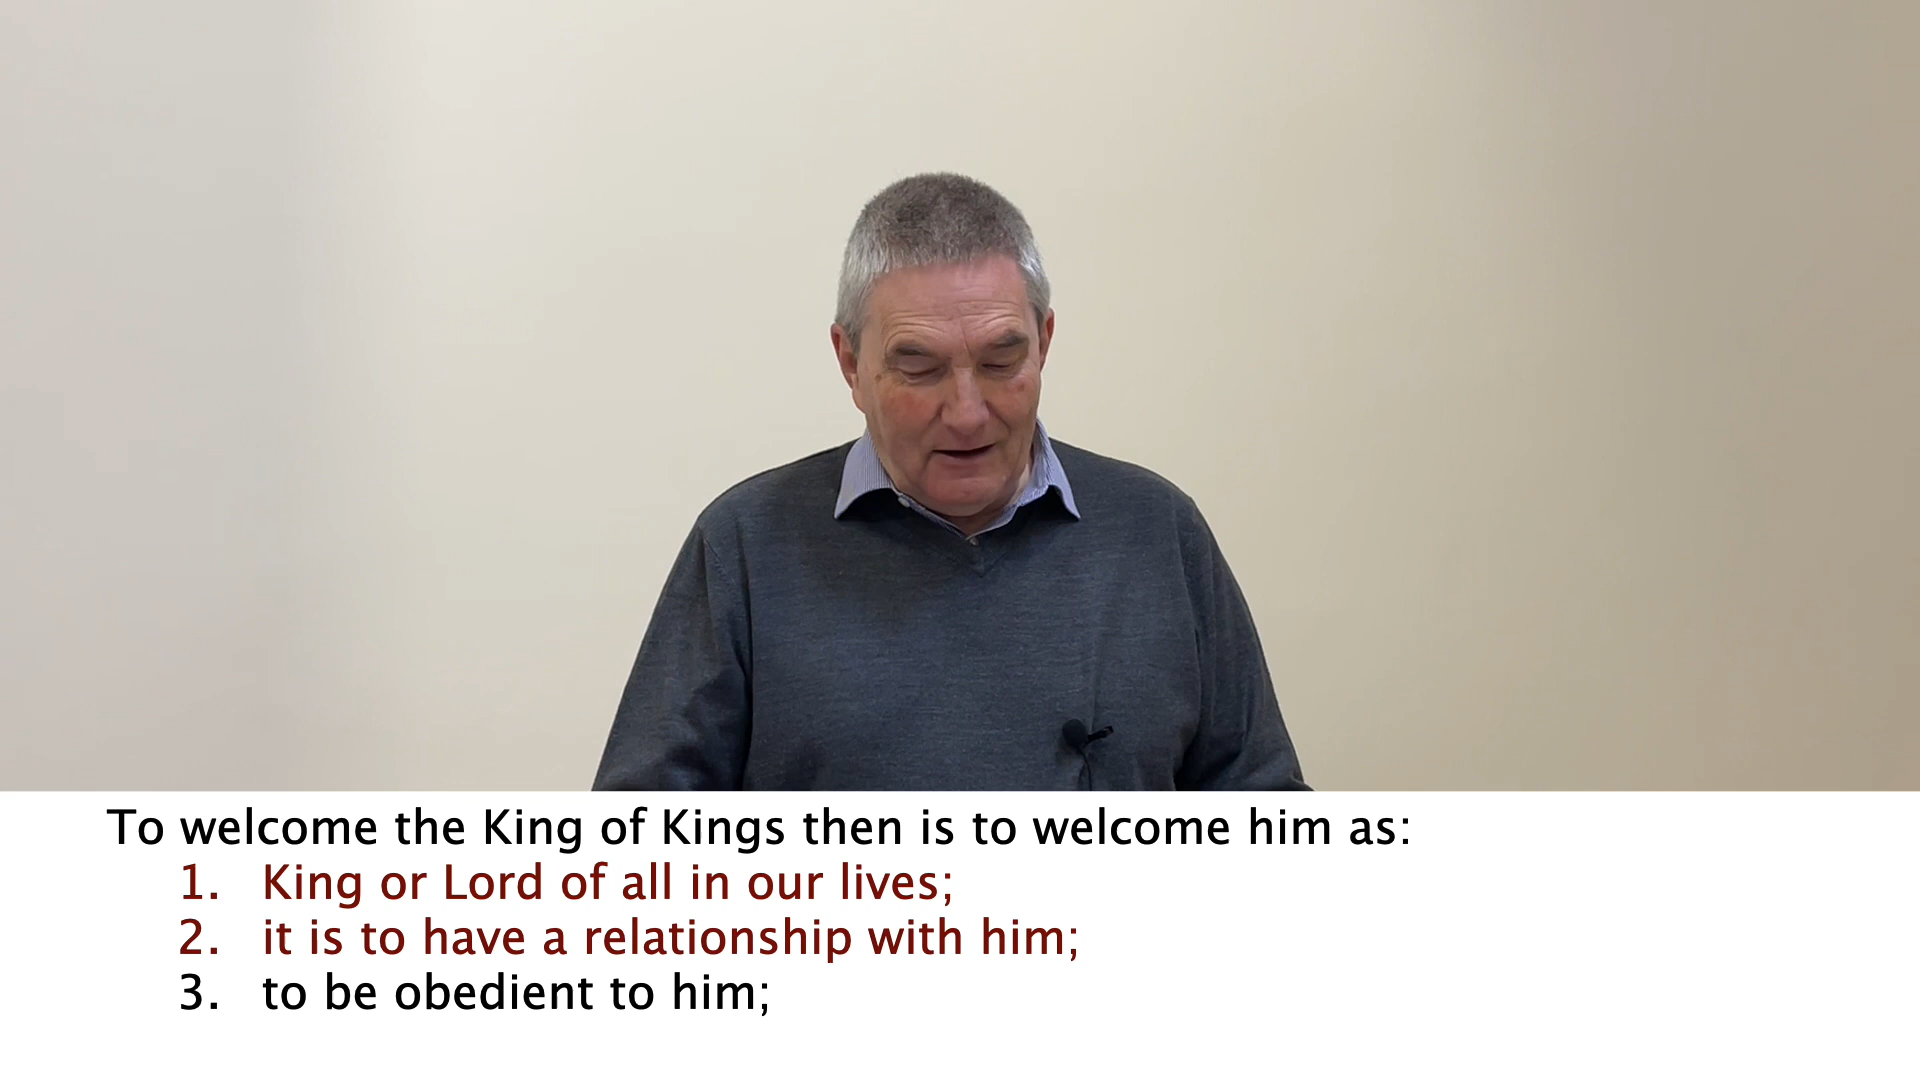 To welcome the King of Kings then is to welcome him as:
1. King or Lord of all in our lives;
2. it is to have a relationship with him;
3. to be obedient to him;